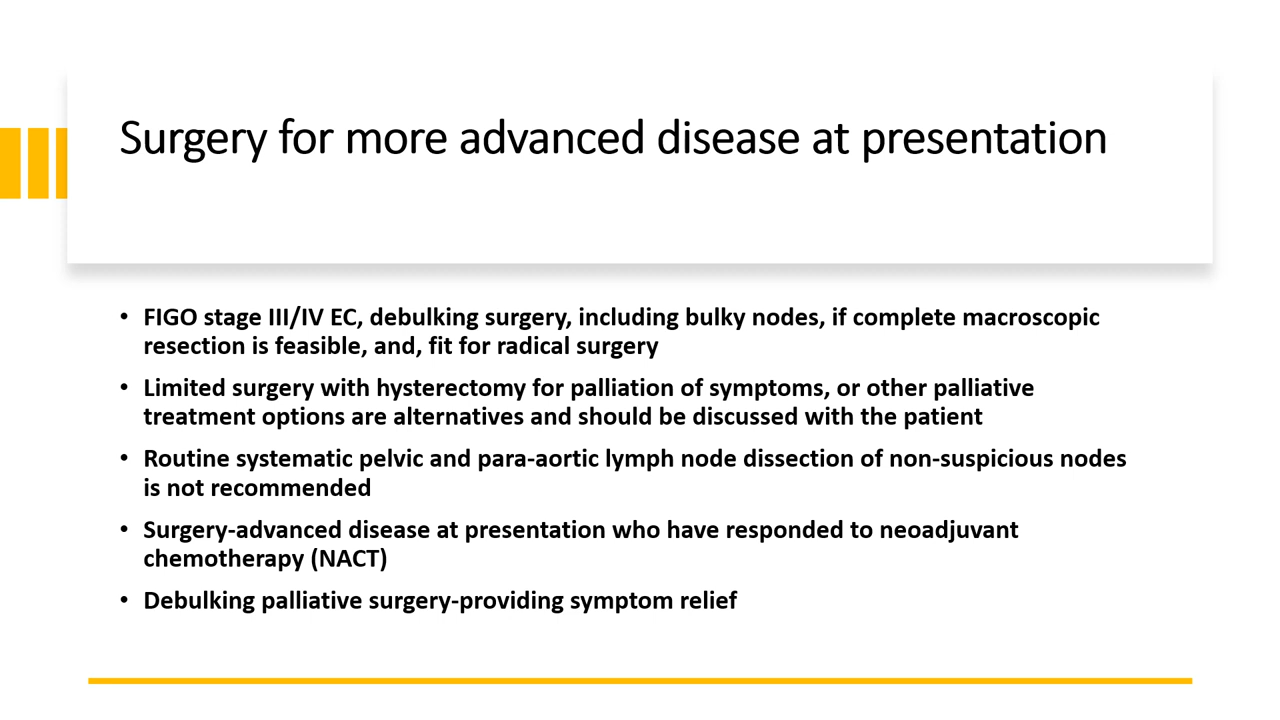 Surgery for more advanced disease at presentation
• FIGO stage III/IV EC, debulking surgery, including bulky nodes, if complete macroscopic
resection is feasible, and, fit for radical surgery
• Limited surgery with hysterectomy for palliation of symptoms, or other palliative
treatment options are alternatives and should be discussed with the patient
• Routine systematic pelvic and para-aortic lymph node dissection of non-suspicious nodes
is not recommended
• Surgery-advanced disease at presentation who have responded to neoadjuvant
chemotherapy (NACT)
• Debulking palliative surgery-providing symptom relief